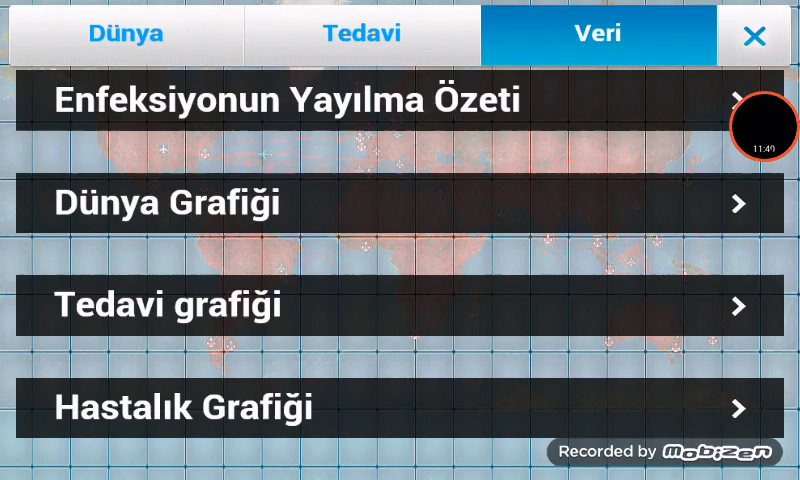 Dünya Tedavi Veri
Enfeksiyonun Yayılma Özeti
11:49
Dünya Grafiği
Tedavi grafiği
Hastalık Grafiği
Recorded by mobizen